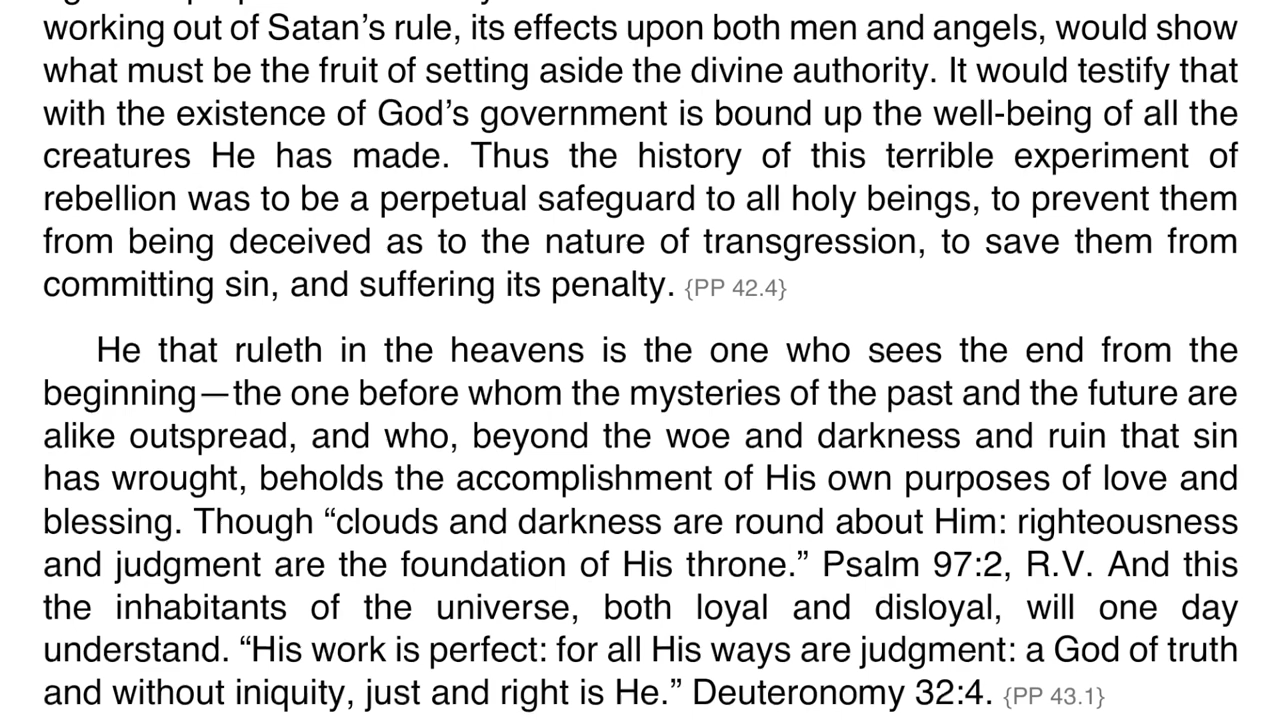 working out of Satan’s rule, its effects upon both men and angels, would show
what must be the fruit of setting aside the divine authority. It would testify that
with the existence of God’s government is bound up the well-being of all the
creatures He has made. Thus the history of this terrible experiment of
rebellion was to be a perpetual safeguard to all holy beings, to prevent them
from being deceived as to the nature of transgression, to save them from
committing sin, and suffering its penalty. {PP 42.4}
He that ruleth in the heavens is the one who sees the end from the
beginning—the one before whom the mysteries of the past and the future are
alike outspread, and who, beyond the woe and darkness and ruin that sin
has wrought, beholds the accomplishment of His own purposes of love and
blessing. Though “clouds and darkness are round about Him: righteousness
and judgment are the foundation of His throne.” Psalm 97:2, R.V. And this
the inhabitants of the universe, both loyal and disloyal, will one day
understand. “His work is perfect: for all His ways are judgment: a God of truth
and without iniquity, just and right is He.” Deuteronomy 32:4. {PP 43.1}